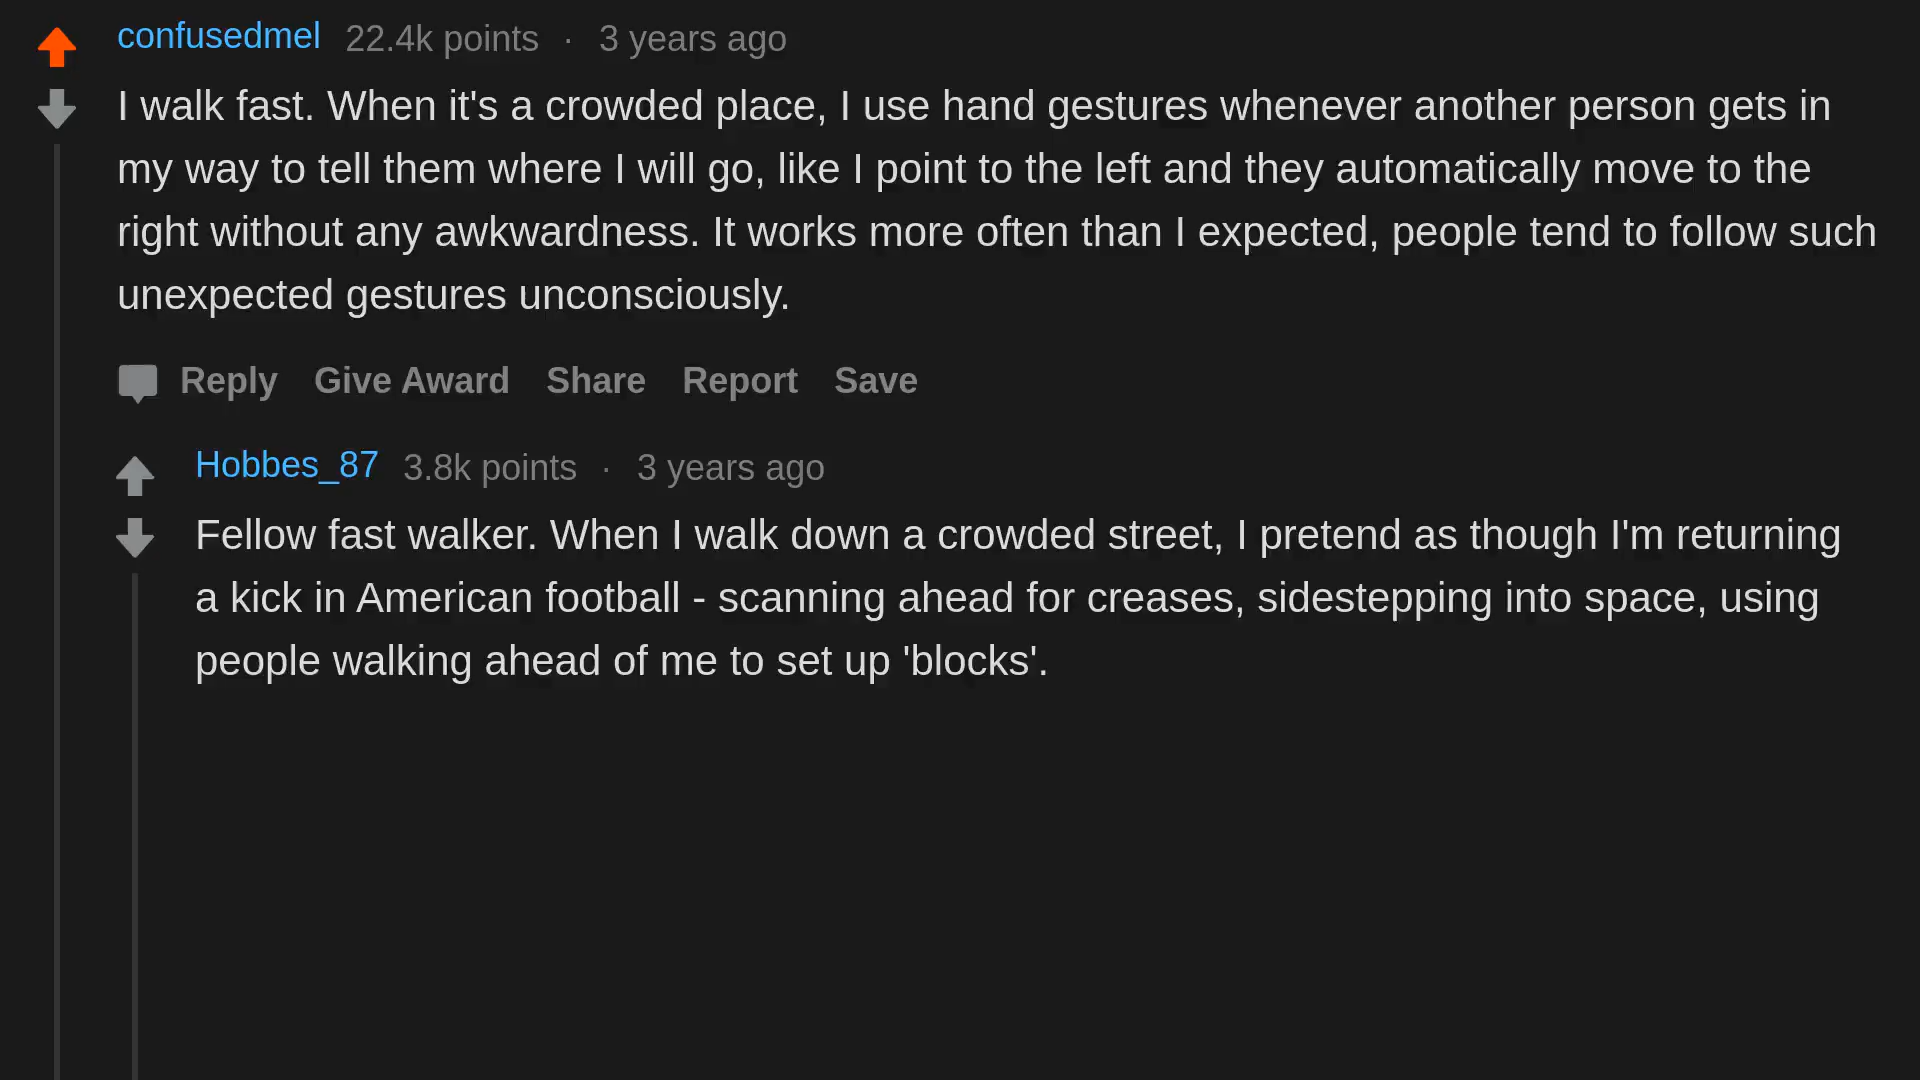 confusedmel 22.4k points · 3 years ago
I walk fast. When it's a crowded place, I use hand gestures whenever another person gets in
my way to tell them where I will go, like I point to the left and they automatically move to the
right without any awkwardness. It works more often than I expected, people tend to follow such
unexpected gestures unconsciously.
Reply Give Award Share Report Save
Hobbes_87 3.8k points · 3 years ago
Fellow fast walker. When I walk down a crowded street, I pretend as though I'm returning
a kick in American football - scanning ahead for creases, sidestepping into space, using
people walking ahead of me to set up 'blocks'.